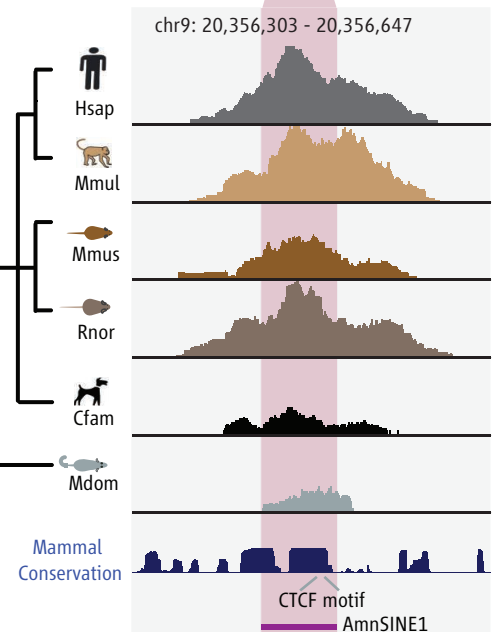 chr9: 20,356,303 - 20,356,647
Hsap
Mmul
Mmus
Rnor
Cfam
Mdom
Mammal
Conservation
CTCF motif
AmnSINE1